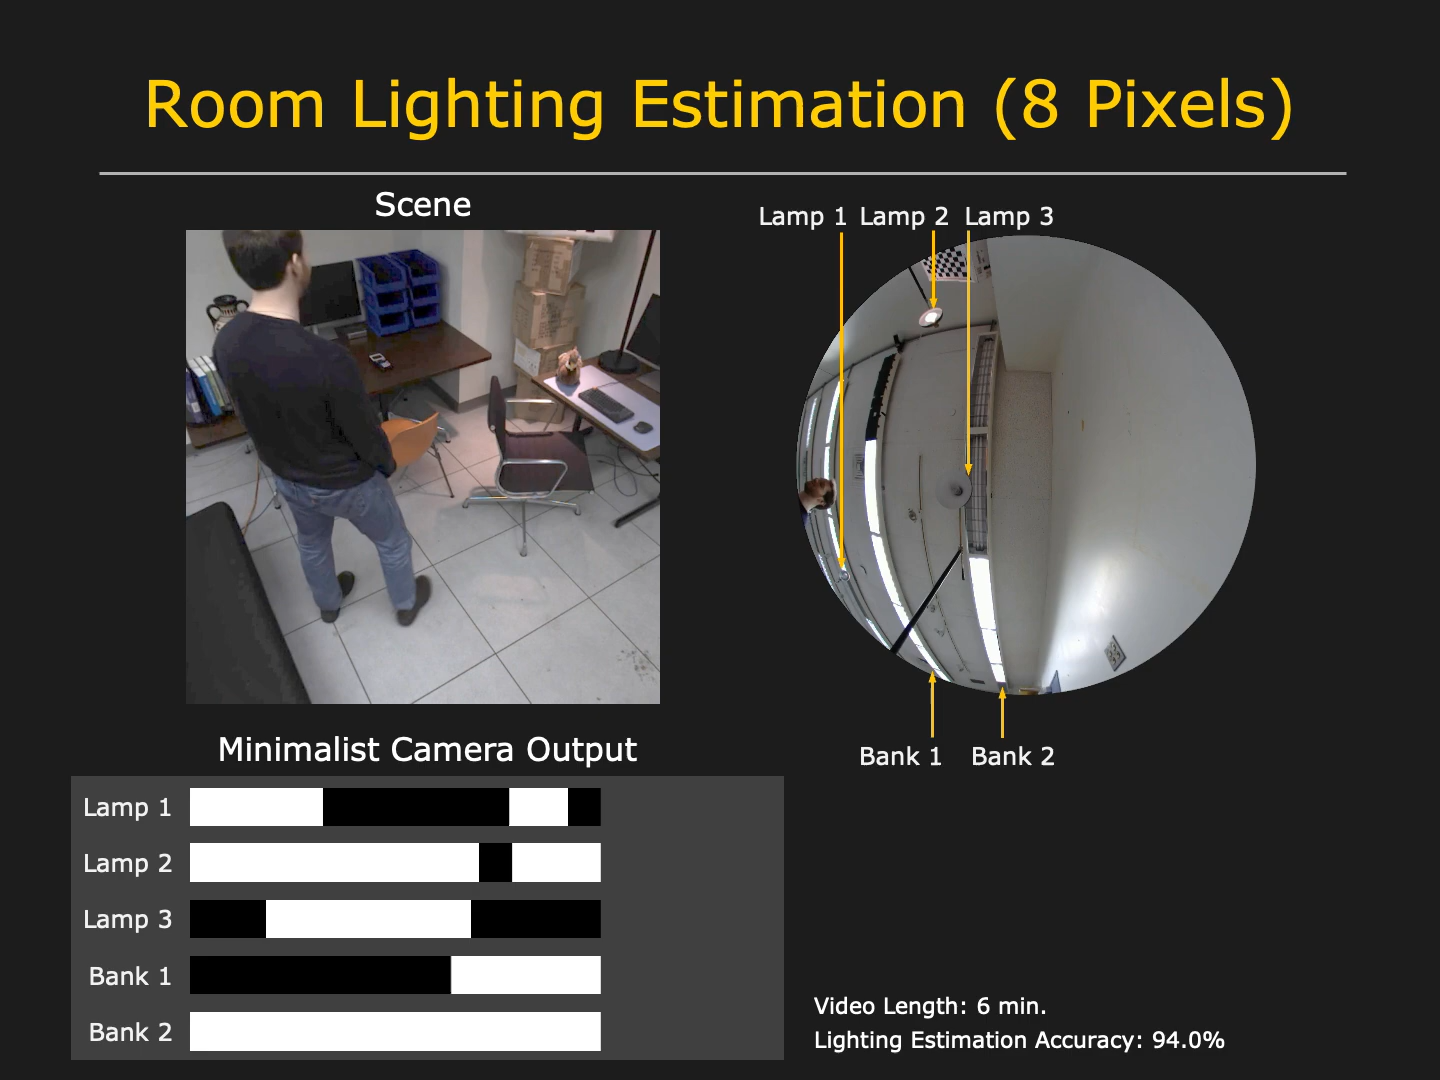 Room Lighting Estimation (8 Pixels)
Scene
Lamp 1 Lamp 2 Lamp 3
Bank 1 Bank 2
Minimalist Camera Output
Lamp 1
Lamp 2
Lamp 3
Bank 1
Bank 2
Video Length: 6 min.
Lighting Estimation Accuracy: 94.0%